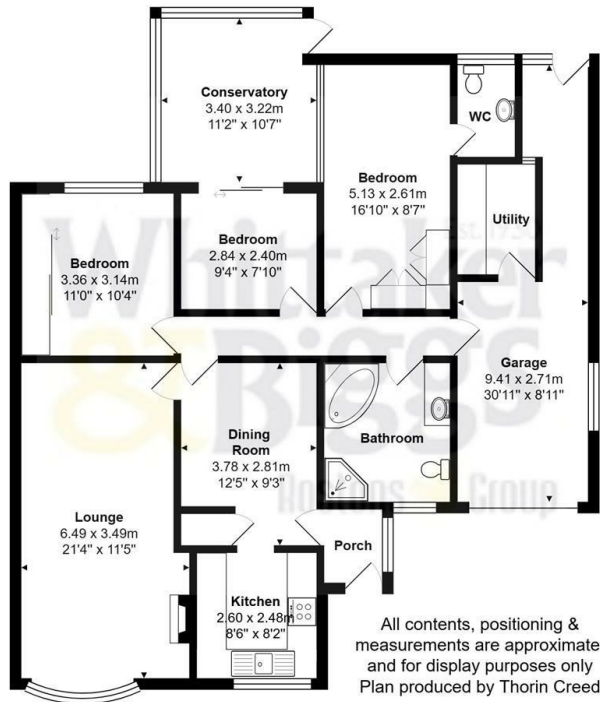 Conservatory
3.40 x 3.22m
11'2" x 10'7"
WC
Bedroom
5.13 x 2.61m
16'10" x 8'7"
Utility
Bedroom
3.36 x 3.14m
11'0" x 10'4"
Bedroom
2.84 x 2.40m
9'4" x 7'10"
Garage
9.41 x 2.71m
30'11" x 8'11"
Dining
Room
3.78 x 2.81m
12'5" x 9'3"
Bathroom
Lounge
6.49 x 3.49m
21'4" x 11'5"
Porch
Kitchen
2.60 x 2.48m
8'6" x 8'2"
All contents, positioning &
measurements are approximate
and for display purposes only
Plan produced by Thorin Creed
Whittaker
& Biggs
Group